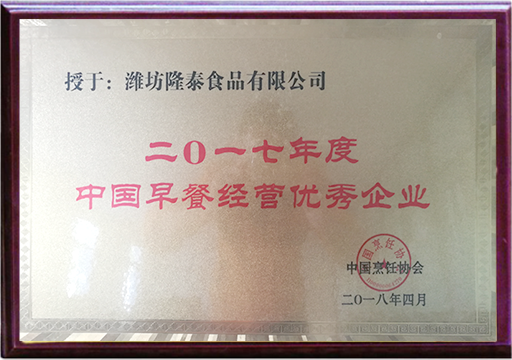 授于：潍坊隆泰食品有限公司
二0一七年度
中国早餐经营优秀企业
中国烹饪协会
二〇一八年四月